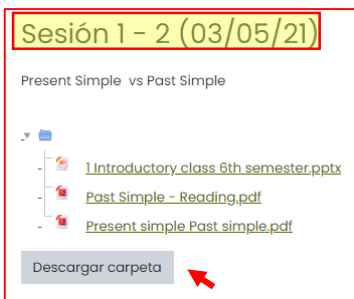 Sesión 1 - 2 (03/05/21)
Present Simple vs Past Simple
1 Introductory class 6th semester.pptx
Past Simple - Reading.pdf
Present simple Past simple.pdf
Descargar carpeta